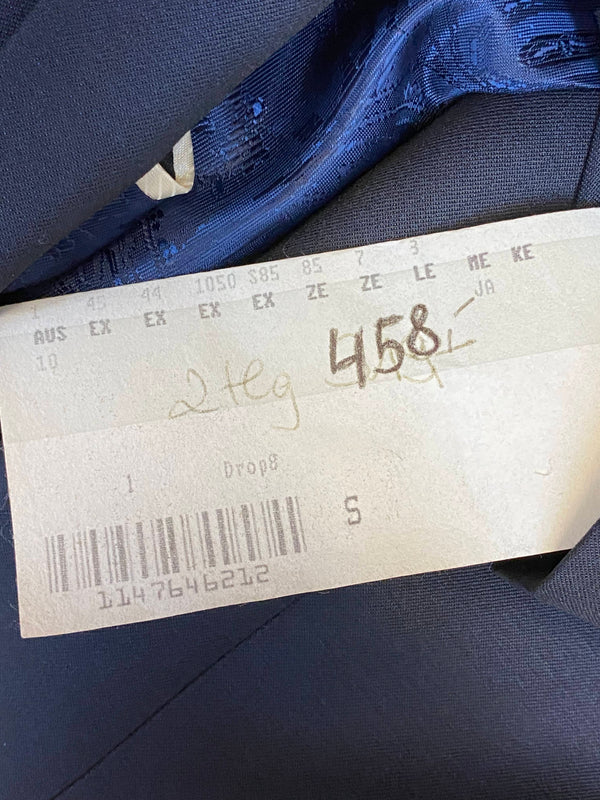 1 45 44 1050 S85 85 7 3 ME KE
AUS EX EX EX EX ZE ZE LE JA
10
2tlg 458,-
1 Drop8
S
1147646212